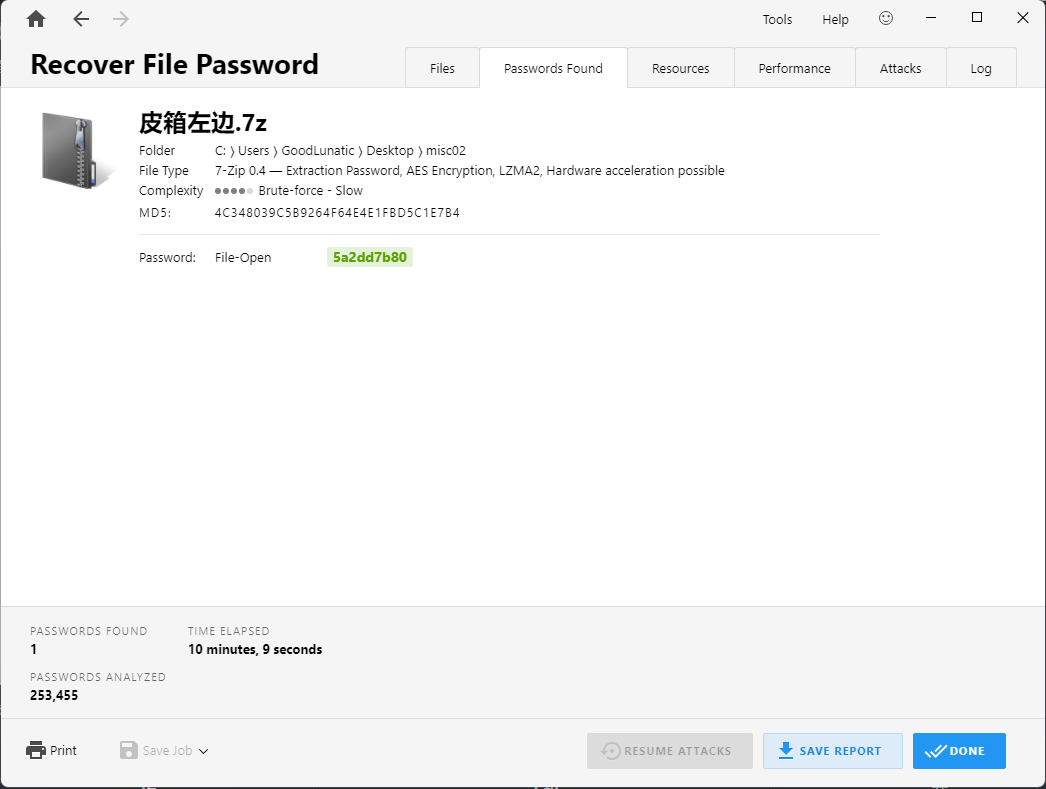 Tools Help
Recover File Password
Files Passwords Found Resources Performance Attacks Log
皮箱左边.7z
Folder C: ⟩ Users ⟩ GoodLunatic ⟩ Desktop ⟩ misc02
File Type 7-Zip 0.4 — Extraction Password, AES Encryption, LZMA2, Hardware acceleration possible
Complexity Brute-force - Slow
MD5: 4C348039C5B9264F64E4E1FBD5C1E7B4
Password: File-Open 5a2dd7b80
PASSWORDS FOUND TIME ELAPSED
1 10 minutes, 9 seconds
PASSWORDS ANALYZED
253,455
Print Save Job RESUME ATTACKS SAVE REPORT DONE